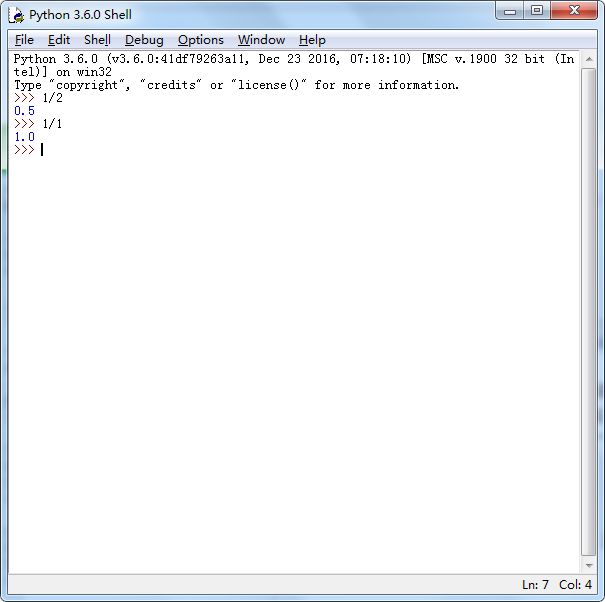 Python 3.6.0 Shell
File Edit Shell Debug Options Window Help
Python 3.6.0 (v3.6.0:41df79263a11, Dec 23 2016, 07:18:10) [MSC v.1900 32 bit (In
tel)] on win32
Type "copyright", "credits" or "license()" for more information.
>>> 1/2
0.5
>>> 1/1
1.0
>>>
Ln: 7 Col: 4